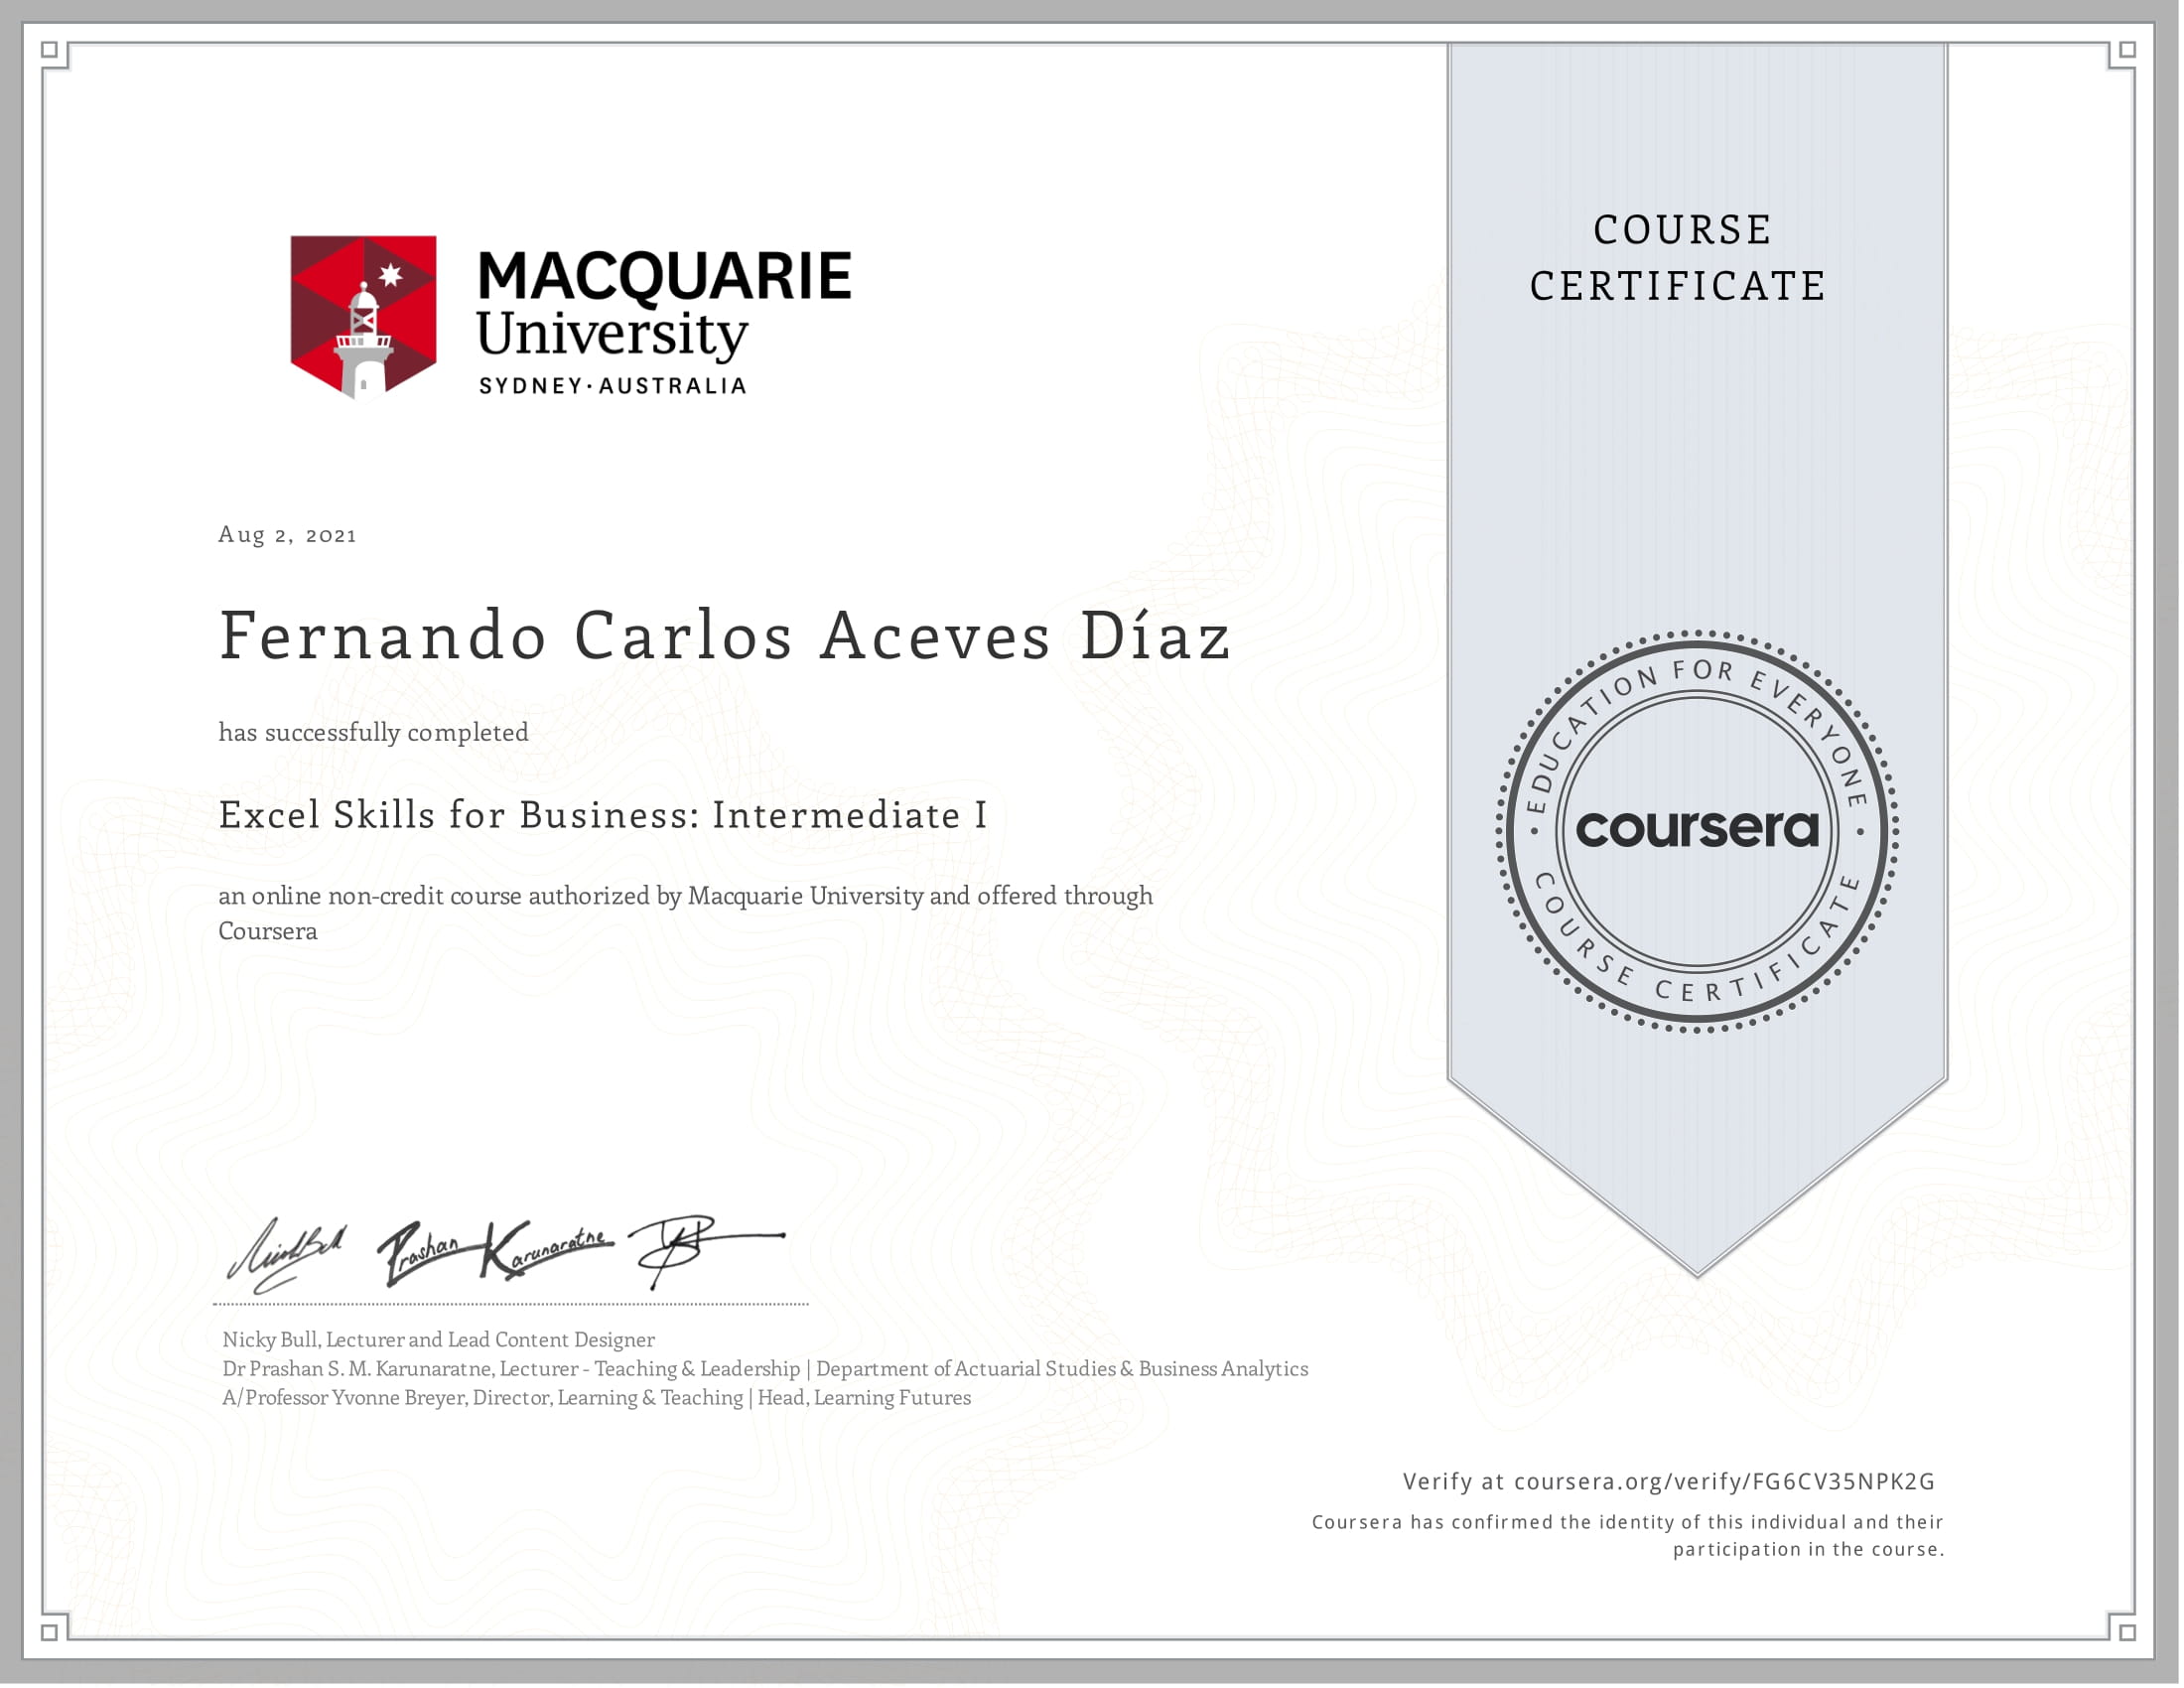 MACQUARIE
University
SYDNEY·AUSTRALIA
COURSE
CERTIFICATE
Aug 2, 2021
Fernando Carlos Aceves Díaz
has successfully completed
Excel Skills for Business: Intermediate I
an online non-credit course authorized by Macquarie University and offered through
Coursera
EDUCATION FOR EVERYONE
coursera
COURSE CERTIFICATE
Prashan Karunaratne
Nicky Bull, Lecturer and Lead Content Designer
Dr Prashan S. M. Karunaratne, Lecturer - Teaching & Leadership | Department of Actuarial Studies & Business Analytics
A/Professor Yvonne Breyer, Director, Learning & Teaching | Head, Learning Futures
Verify at coursera.org/verify/FG6CV35NPK2G
Coursera has confirmed the identity of this individual and their
participation in the course.